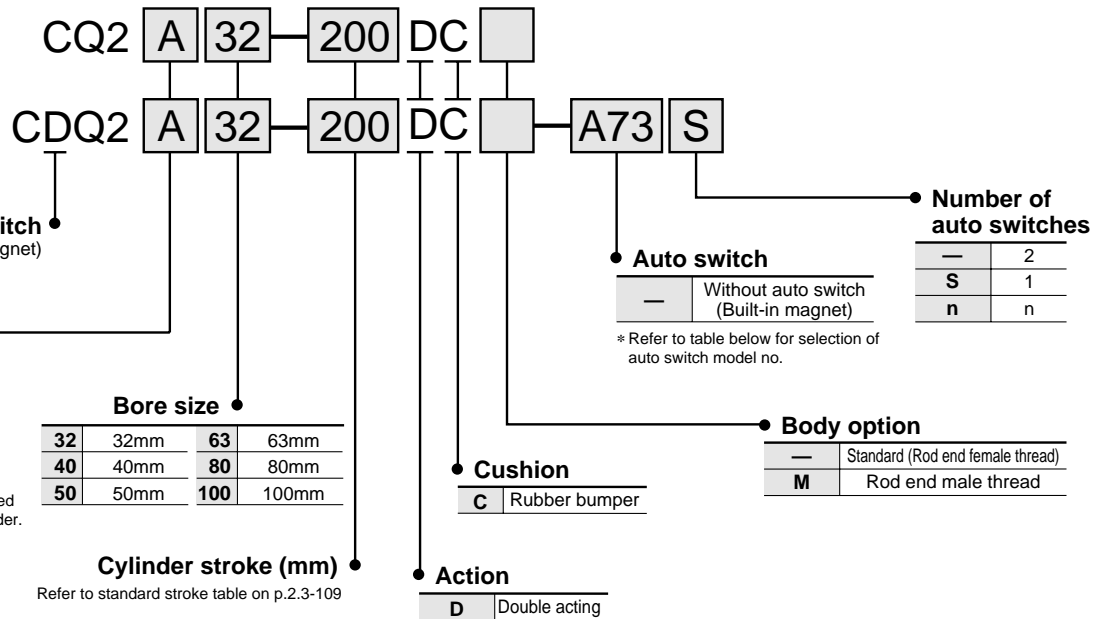 CQ2 A 32 — 200 D C
CDQ2 A 32 — 200 D C — A73 S
itch
gnet)
Number of
auto switches
— 2
S 1
n n
Auto switch
— Without auto switch
(Built-in magnet)
* Refer to table below for selection of
auto switch model no.
Bore size
32 32mm 63 63mm
40 40mm 80 80mm
50 50mm 100 100mm
ed
der.
Body option
— Standard (Rod end female thread)
M Rod end male thread
Cushion
C Rubber bumper
Cylinder stroke (mm)
Refer to standard stroke table on p.2.3-109
Action
D Double acting